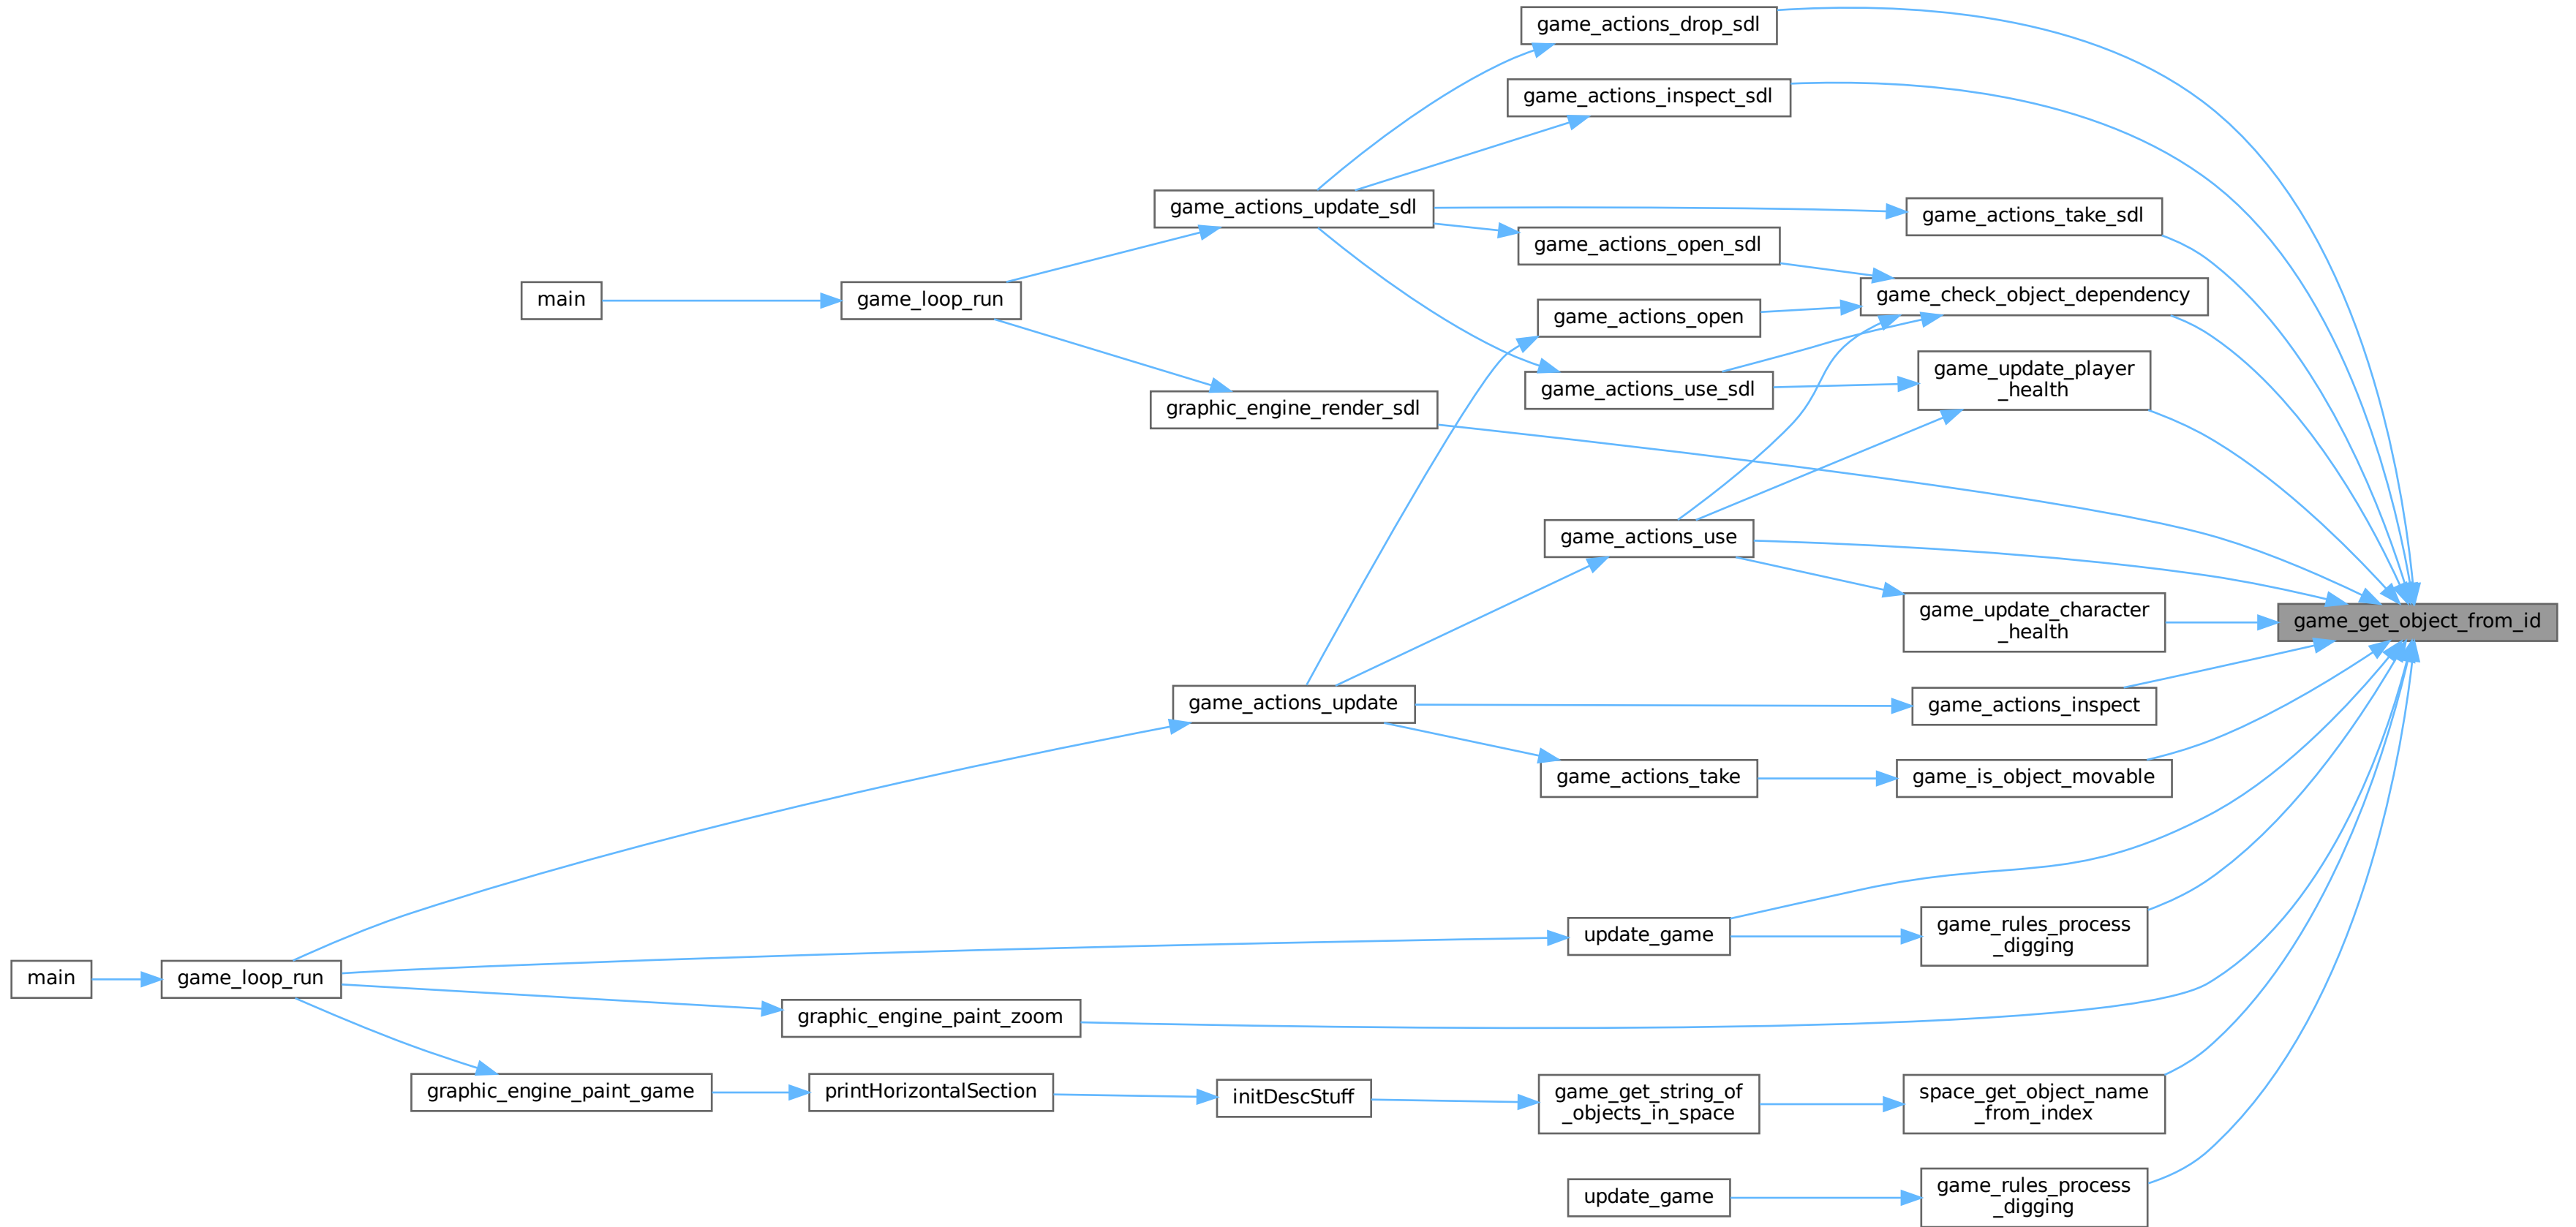 game_actions_drop_sdl
game_actions_inspect_sdl
game_actions_update_sdl
game_actions_take_sdl
game_actions_open_sdl
main
game_loop_run
game_check_object_dependency
game_actions_open
game_update_player
_health
game_actions_use_sdl
graphic_engine_render_sdl
game_actions_use
game_update_character
_health
game_get_object_from_id
game_actions_update
game_actions_inspect
game_actions_take
game_is_object_movable
update_game
game_rules_process
_digging
main
game_loop_run
graphic_engine_paint_zoom
graphic_engine_paint_game
printHorizontalSection
initDescStuff
game_get_string_of
_objects_in_space
space_get_object_name
_from_index
update_game
game_rules_process
_digging